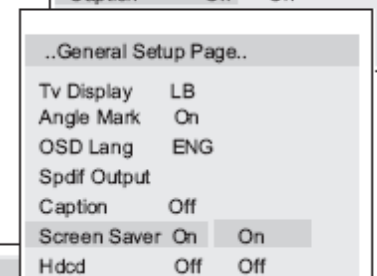 ..General Setup Page..
Tv Display LB
Angle Mark On
OSD Lang ENG
Spdif Output
Caption Off
Screen Saver On On
Hdcd Off Off